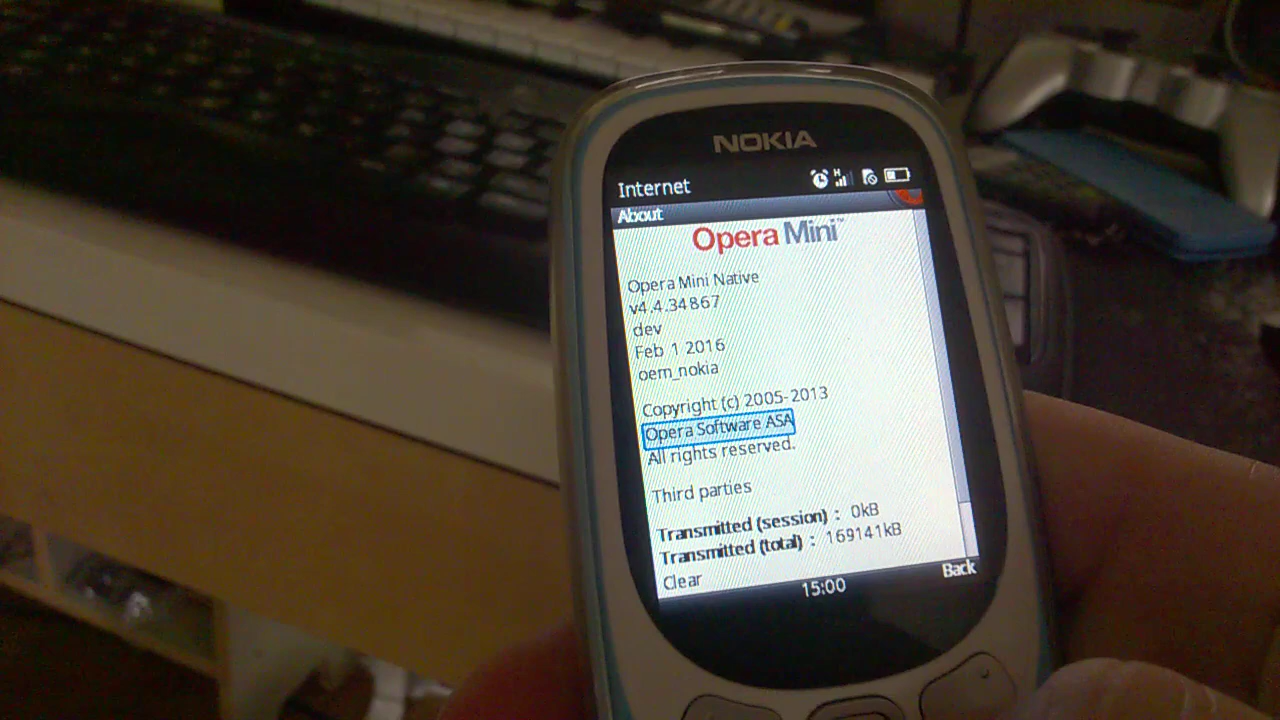 NOKIA
Internet
H
About
Opera Mini™
Opera Mini Native
v4.4.34867
dev
Feb 1 2016
oem_nokia
Copyright (c) 2005-2013
Opera Software ASA
All rights reserved.
Third parties
Transmitted (session) : 0kB
Transmitted (total) : 169141kB
Clear
15:00 Back